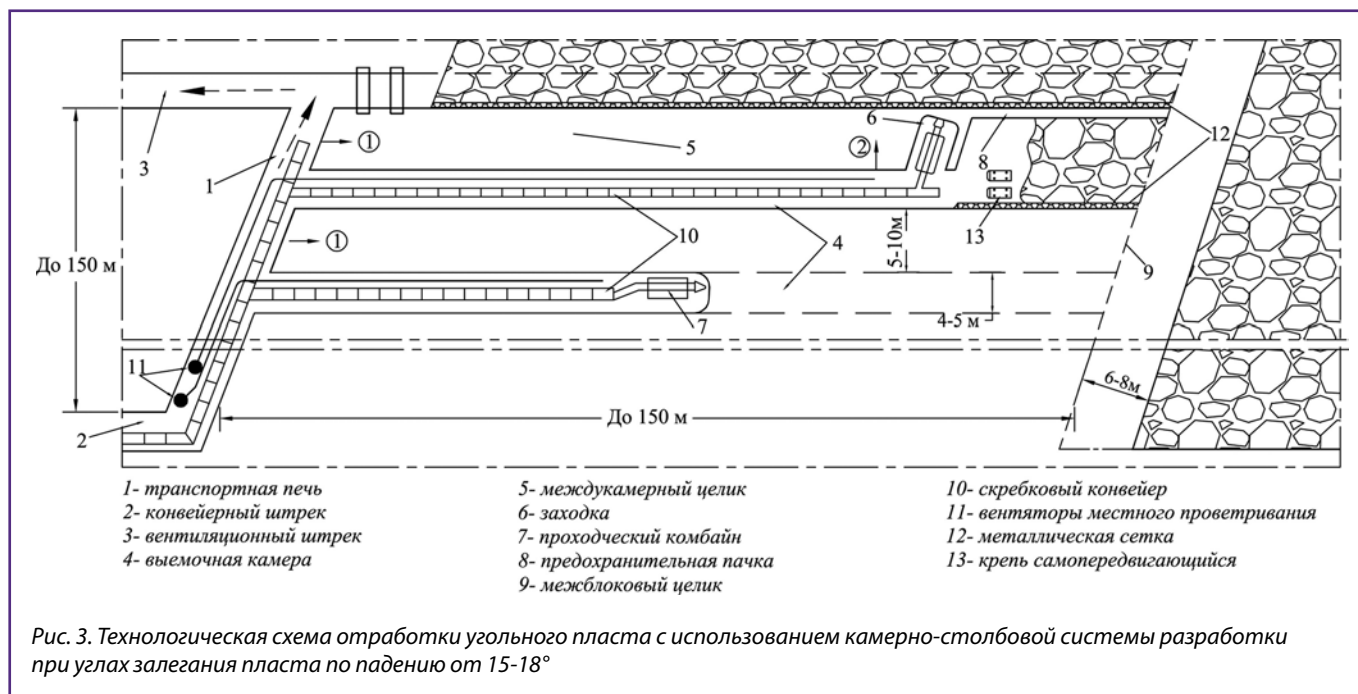 6
12
3
1
①
5
②
8
До 150 м
①
10
4
5-10м
13
9
7
4-5 м
11
6-8м
До 150 м
2
1- транспортная печь
2- конвейерный штрек
3- вентиляционный штрек
4- выемочная камера
5- междукамерный целик
6- заходка
7- проходческий комбайн
8- предохранительная пачка
9- межблоковый целик
10- скребковый конвейер
11- вентяторы местного проветривания
12- металлическая сетка
13- крепь самопередвигающийся
Рис. 3. Технологическая схема отработки угольного пласта с использованием камерно-столбовой системы разработки
при углах залегания пласта по падению от 15-18°